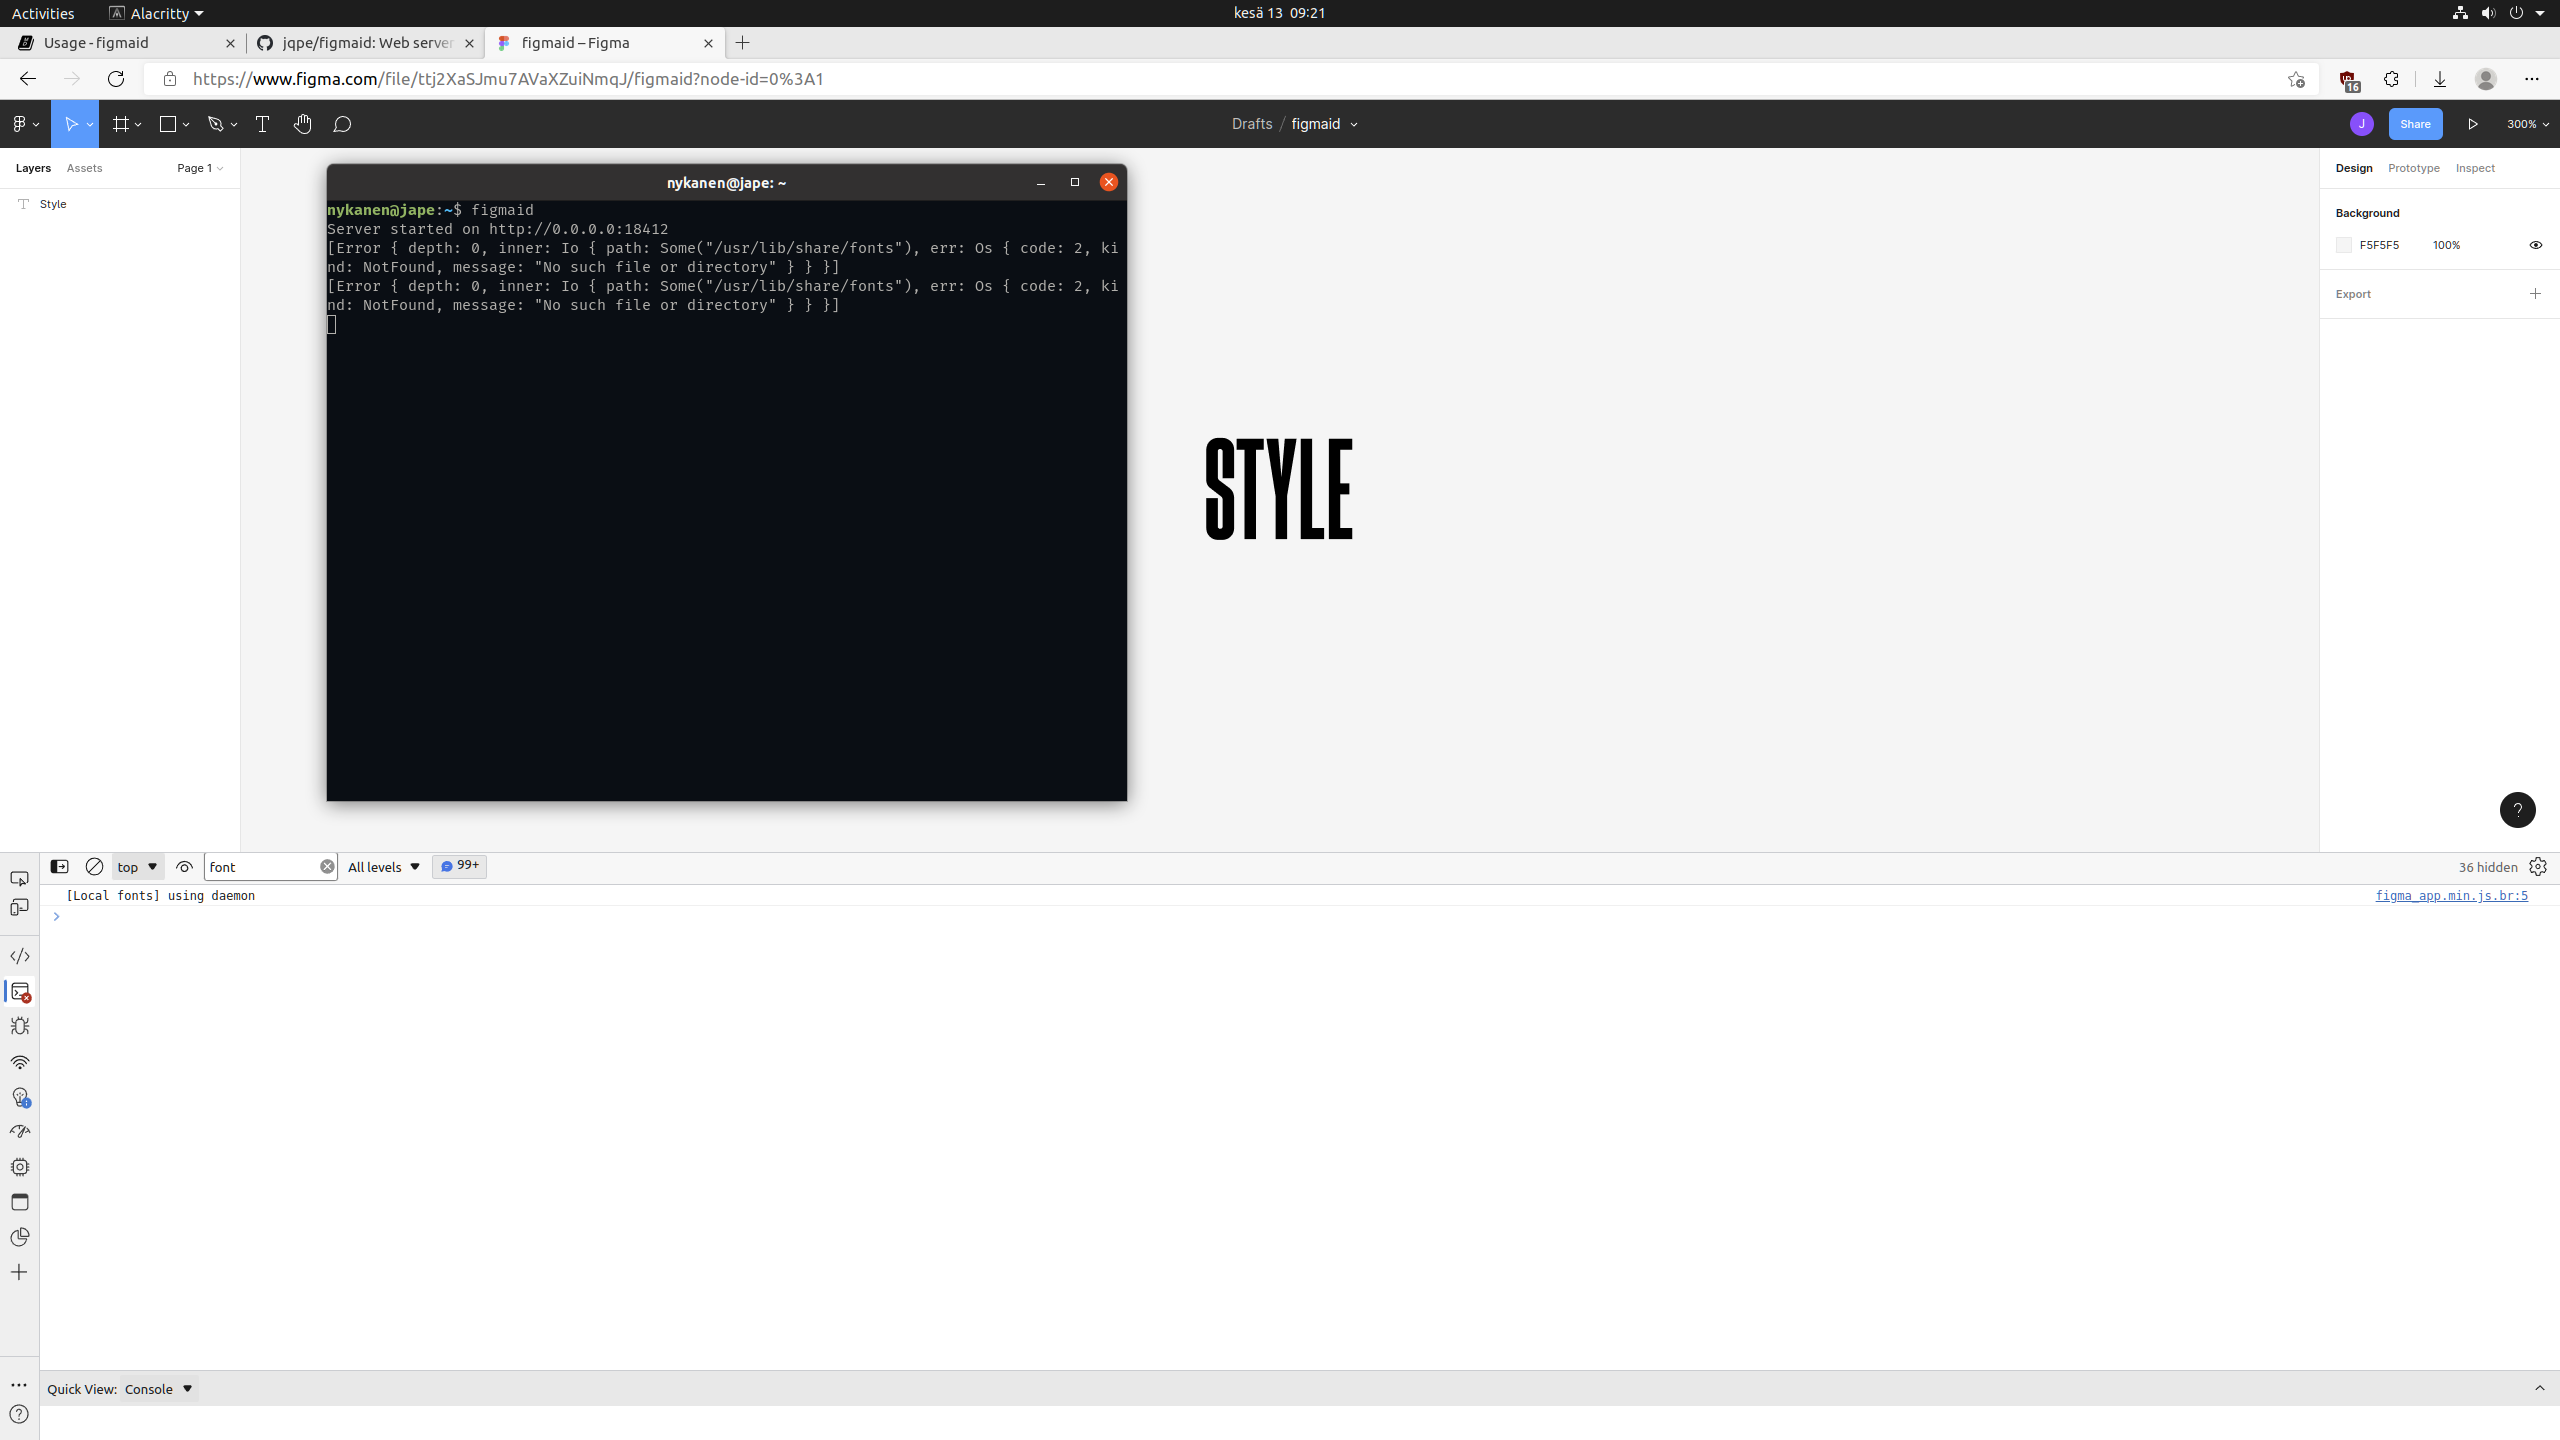 Activities
Alacritty
kesä 13 09:21
Usage - figmaid
jqpe/figmaid: Web server
figmaid – Figma
https://www.figma.com/file/ttj2XaSJmu7AVaXZuiNmqJ/figmaid?node-id=0%3A1
16
Drafts / figmaid
J
Share
300%
Layers
Assets
Page 1
Design
Prototype
Inspect
Style
Background
F5F5F5
100%
Export
nykanen@jape: ~
nykanen@jape:~$ figmaid
Server started on http://0.0.0.0:18412
[Error { depth: 0, inner: Io { path: Some("/usr/lib/share/fonts"), err: Os { code: 2, ki
nd: NotFound, message: "No such file or directory" } } }]
[Error { depth: 0, inner: Io { path: Some("/usr/lib/share/fonts"), err: Os { code: 2, ki
nd: NotFound, message: "No such file or directory" } } }]
STYLE
?
top
font
All levels
99+
36 hidden
[Local fonts] using daemon
figma_app.min.js.br:5
Quick View:
Console